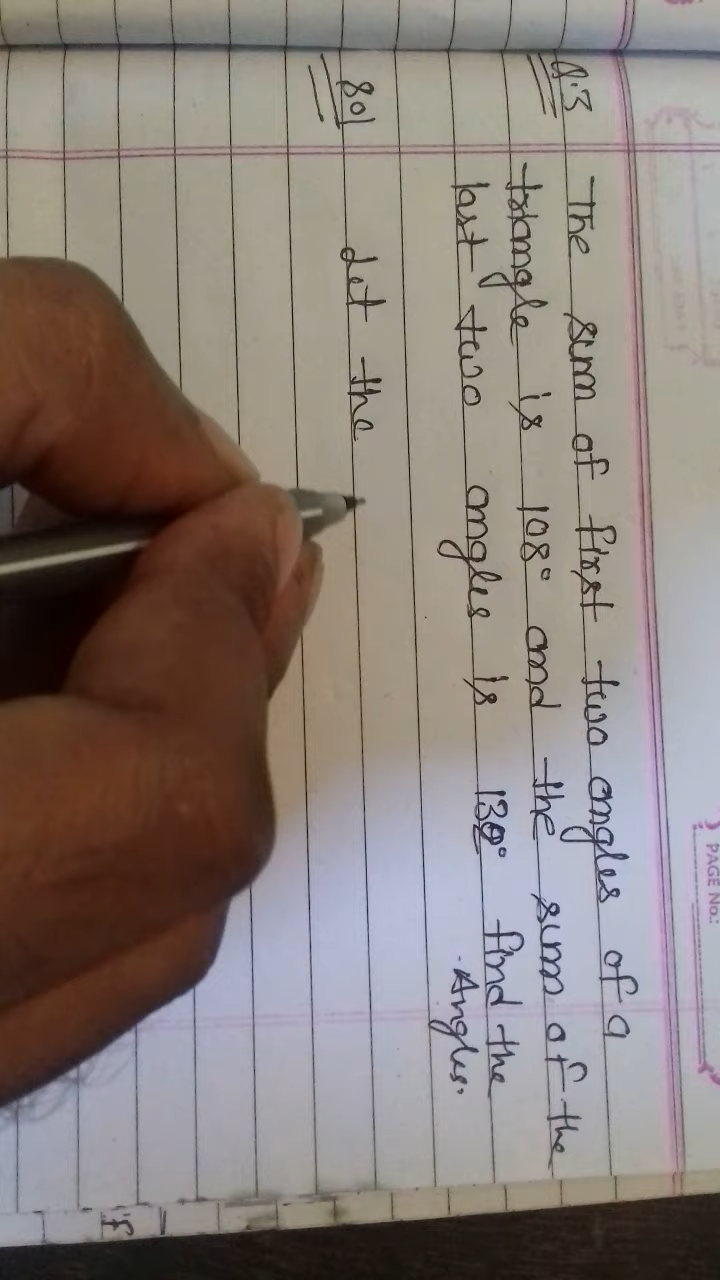 Q.3 The sum of first two angles of a
triangle is 108° and the sum of the
last two angles is 130° find the
Angles.
Sol Let the
PAGE No.: